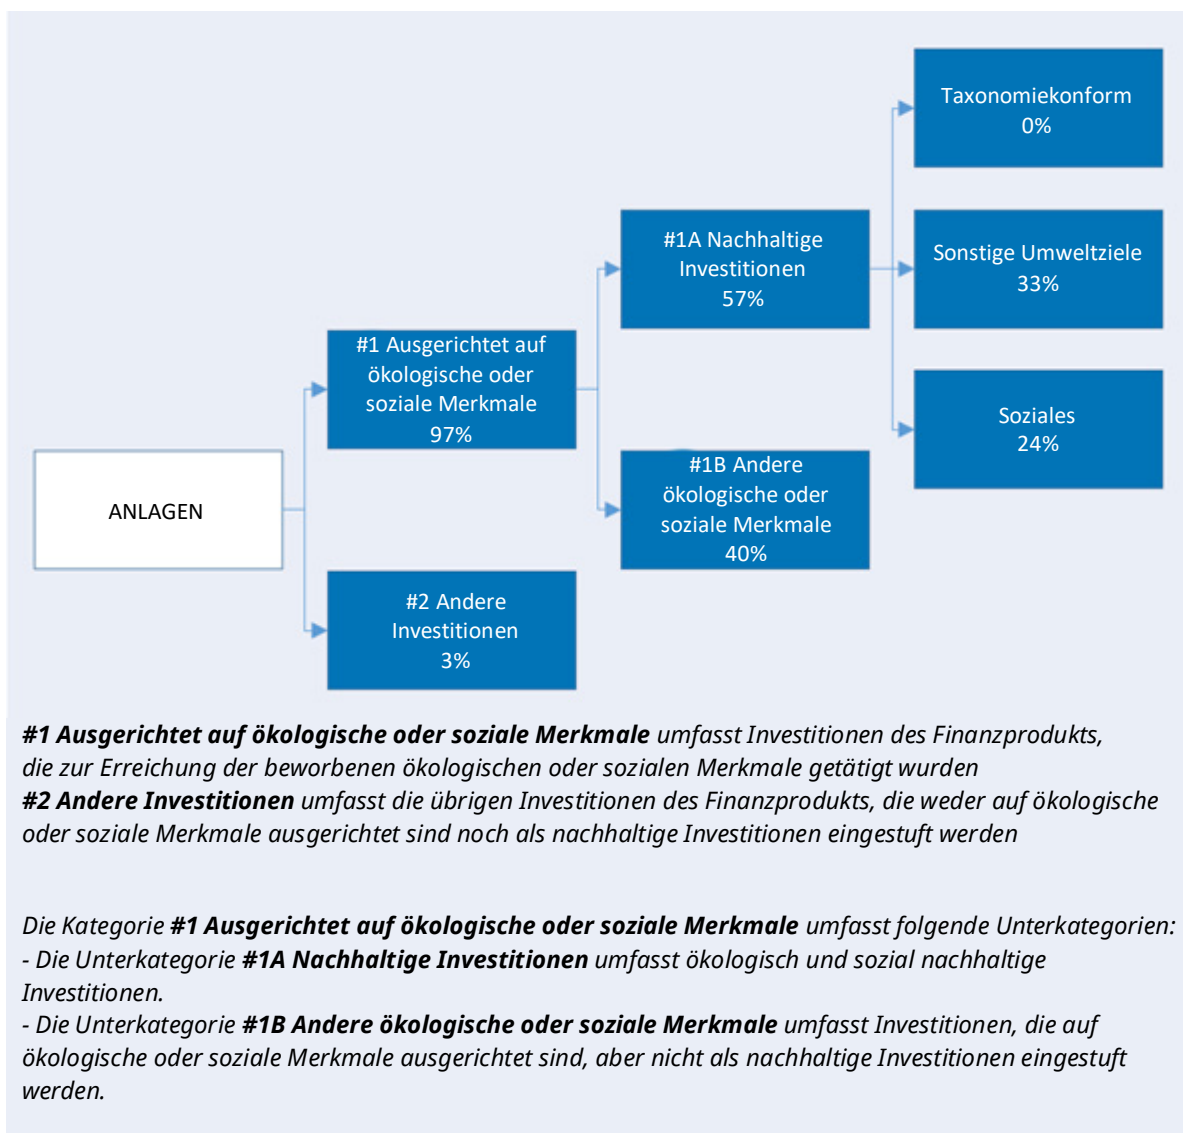 Taxonomiekonform
0%
#1A Nachhaltige
Investitionen
57%
Sonstige Umweltziele
33%
#1 Ausgerichtet auf
ökologische oder
soziale Merkmale
97%
Soziales
24%
ANLAGEN
#1B Andere
ökologische oder
soziale Merkmale
40%
#2 Andere
Investitionen
3%
#1 Ausgerichtet auf ökologische oder soziale Merkmale umfasst Investitionen des Finanzprodukts,
die zur Erreichung der beworbenen ökologischen oder sozialen Merkmale getätigt wurden
#2 Andere Investitionen umfasst die übrigen Investitionen des Finanzprodukts, die weder auf ökologische
oder soziale Merkmale ausgerichtet sind noch als nachhaltige Investitionen eingestuft werden
Die Kategorie #1 Ausgerichtet auf ökologische oder soziale Merkmale umfasst folgende Unterkategorien:
- Die Unterkategorie #1A Nachhaltige Investitionen umfasst ökologisch und sozial nachhaltige
Investitionen.
- Die Unterkategorie #1B Andere ökologische oder soziale Merkmale umfasst Investitionen, die auf
ökologische oder soziale Merkmale ausgerichtet sind, aber nicht als nachhaltige Investitionen eingestuft
werden.